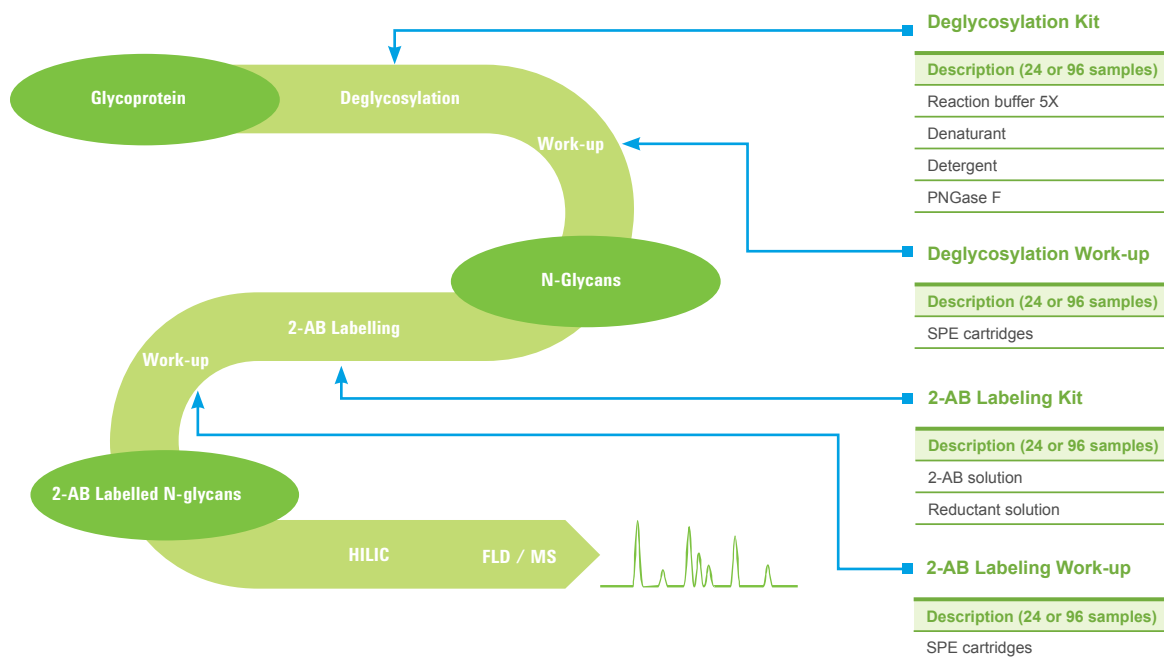 Glycoprotein
Deglycosylation
Work-up
N-Glycans
2-AB Labelling
Work-up
2-AB Labelled N-glycans
HILIC
FLD / MS
Deglycosylation Kit
Description (24 or 96 samples)
Reaction buffer 5X
Denaturant
Detergent
PNGase F
Deglycosylation Work-up
Description (24 or 96 samples)
SPE cartridges
2-AB Labeling Kit
Description (24 or 96 samples)
2-AB solution
Reductant solution
2-AB Labeling Work-up
Description (24 or 96 samples)
SPE cartridges